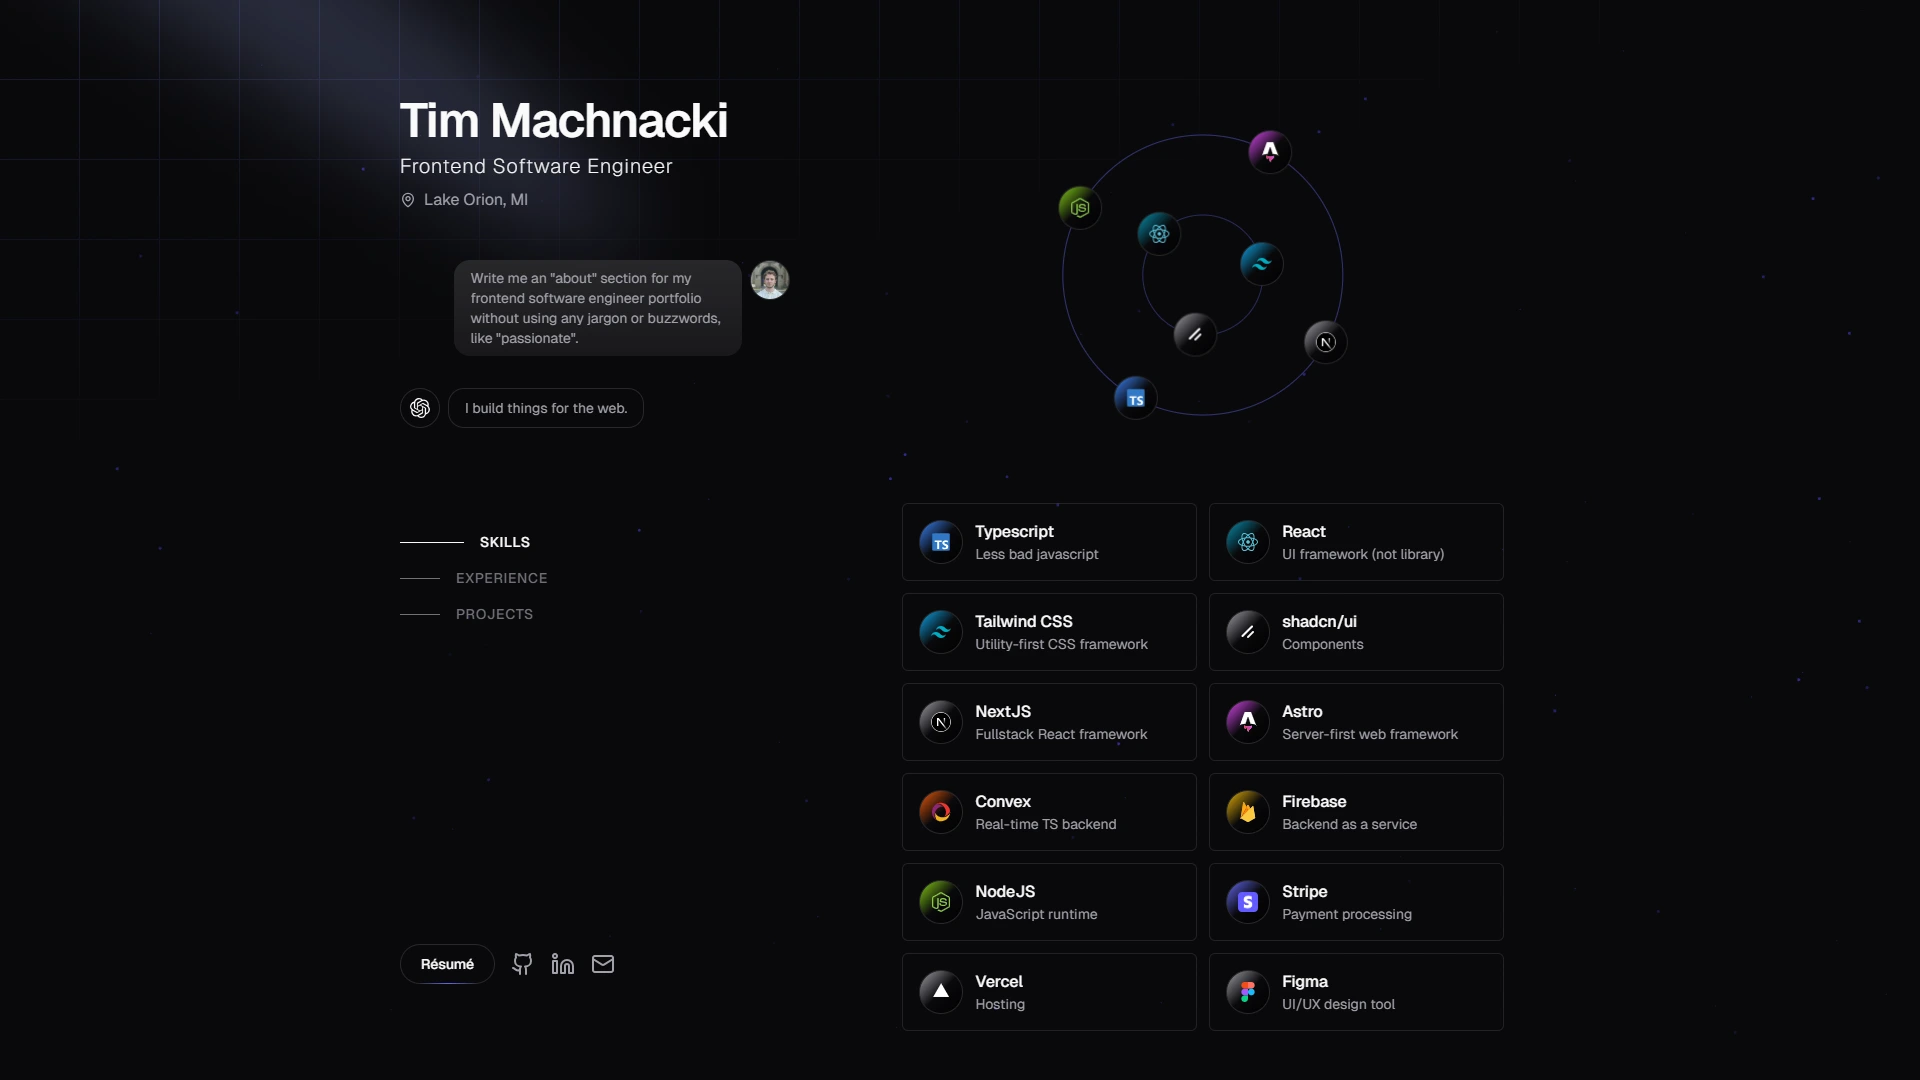 Tim Machnacki
Frontend Software Engineer
Lake Orion, MI
Write me an "about" section for my
frontend software engineer portfolio
without using any jargon or buzzwords,
like "passionate".
I build things for the web.
JS
TS
N
SKILLS
EXPERIENCE
PROJECTS
Résumé
in
TS
Typescript
Less bad javascript
React
UI framework (not library)
Tailwind CSS
Utility-first CSS framework
shadcn/ui
Components
N
NextJS
Fullstack React framework
Astro
Server-first web framework
Convex
Real-time TS backend
Firebase
Backend as a service
JS
NodeJS
JavaScript runtime
S
Stripe
Payment processing
Vercel
Hosting
Figma
UI/UX design tool